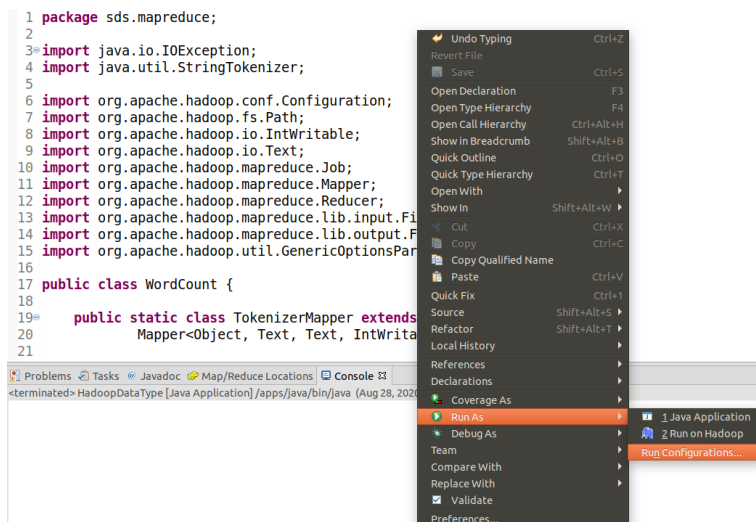 1 package sds.mapreduce;
2
3 import java.io.IOException;
4 import java.util.StringTokenizer;
5
6 import org.apache.hadoop.conf.Configuration;
7 import org.apache.hadoop.fs.Path;
8 import org.apache.hadoop.io.IntWritable;
9 import org.apache.hadoop.io.Text;
10 import org.apache.hadoop.mapreduce.Job;
11 import org.apache.hadoop.mapreduce.Mapper;
12 import org.apache.hadoop.mapreduce.Reducer;
13 import org.apache.hadoop.mapreduce.lib.input.Fi
14 import org.apache.hadoop.mapreduce.lib.output.F
15 import org.apache.hadoop.util.GenericOptionsPar
16
17 public class WordCount {
18
19 public static class TokenizerMapper extends
20 Mapper<Object, Text, Text, IntWrita
21
Problems Tasks Javadoc Map/Reduce Locations Console
<terminated> HadoopDataType [Java Application] /apps/java/bin/java (Aug 28, 2020
Undo Typing Ctrl+Z
Revert File
Save Ctrl+S
Open Declaration F3
Open Type Hierarchy F4
Open Call Hierarchy Ctrl+Alt+H
Show in Breadcrumb Shift+Alt+B
Quick Outline Ctrl+O
Quick Type Hierarchy Ctrl+T
Open With
Show In Shift+Alt+W
Cut Ctrl+X
Copy Ctrl+C
Copy Qualified Name
Paste Ctrl+V
Quick Fix Ctrl+1
Source Shift+Alt+S
Refactor Shift+Alt+T
Local History
References
Declarations
Coverage As
Run As
Debug As
Team
Compare With
Replace With
Validate
Preferences...
1 Java Application
2 Run on Hadoop
Run Configurations...